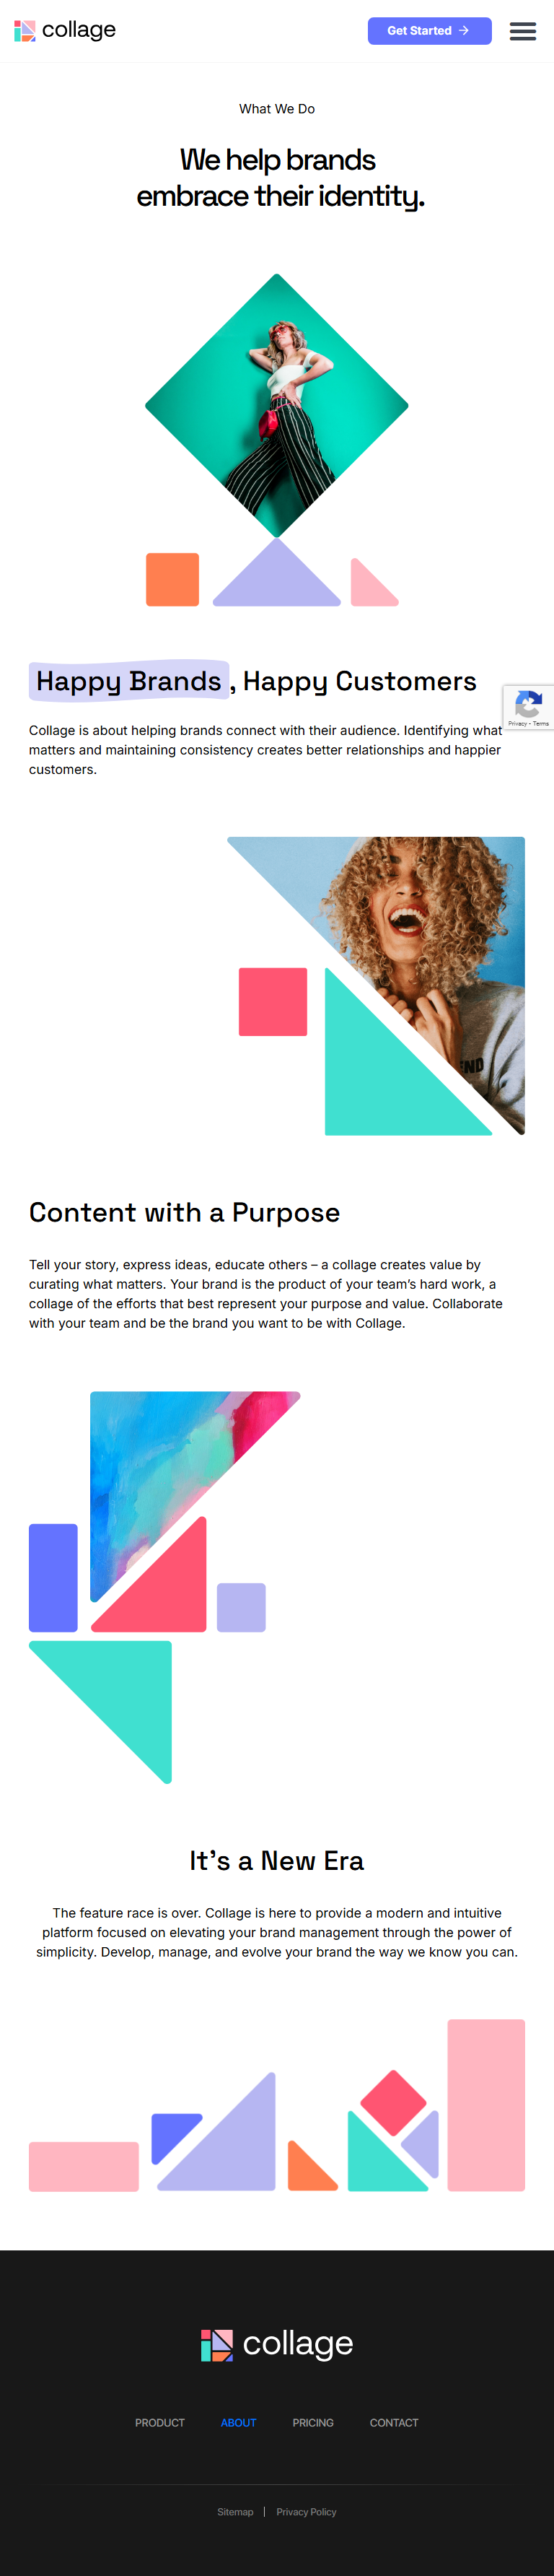 collage
Get Started →
What We Do
We help brands
embrace their identity.
Happy Brands , Happy Customers
Collage is about helping brands connect with their audience. Identifying what
matters and maintaining consistency creates better relationships and happier
customers.
Privacy - Terms
END
Content with a Purpose
Tell your story, express ideas, educate others – a collage creates value by
curating what matters. Your brand is the product of your team’s hard work, a
collage of the efforts that best represent your purpose and value. Collaborate
with your team and be the brand you want to be with Collage.
It’s a New Era
The feature race is over. Collage is here to provide a modern and intuitive
platform focused on elevating your brand management through the power of
simplicity. Develop, manage, and evolve your brand the way we know you can.
collage
PRODUCT ABOUT PRICING CONTACT
Sitemap | Privacy Policy